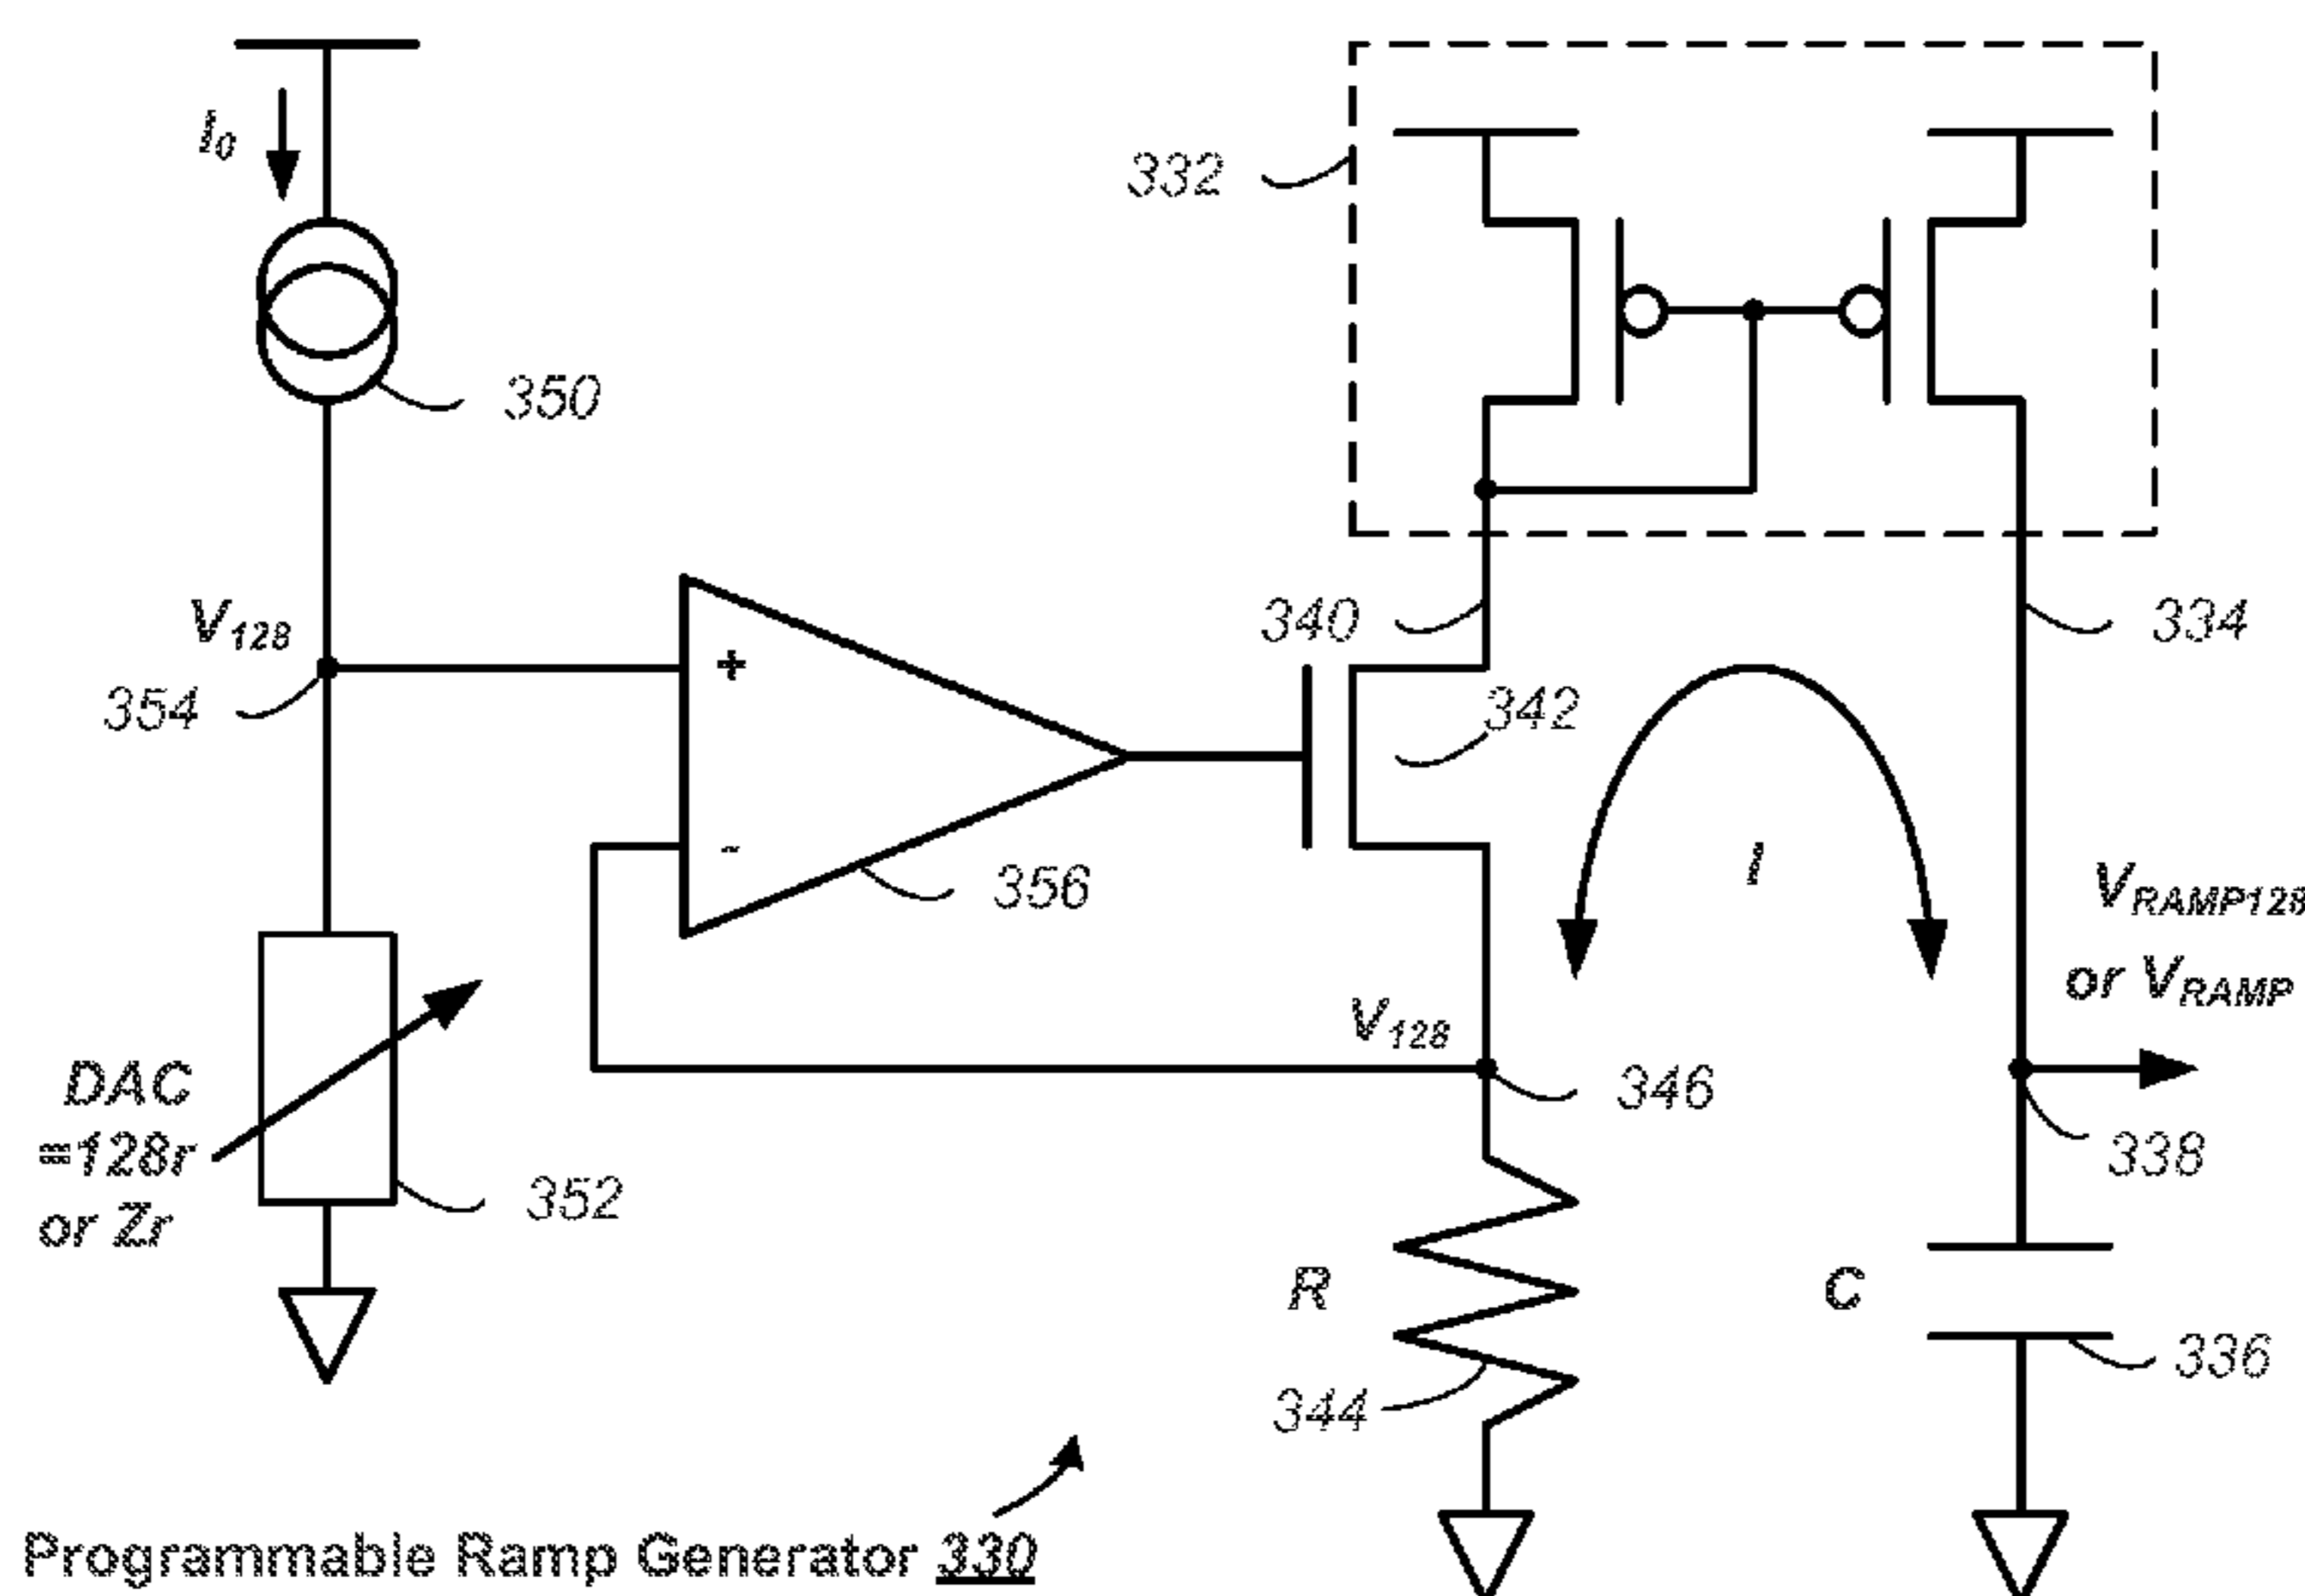 I0
332
350
V128
340
334
+
354
342
-
356
I
VRAMP128
or VRAMP
V128
DAC
=128r
or Zr
346
338
352
R
C
336
344
Programmable Ramp Generator 330